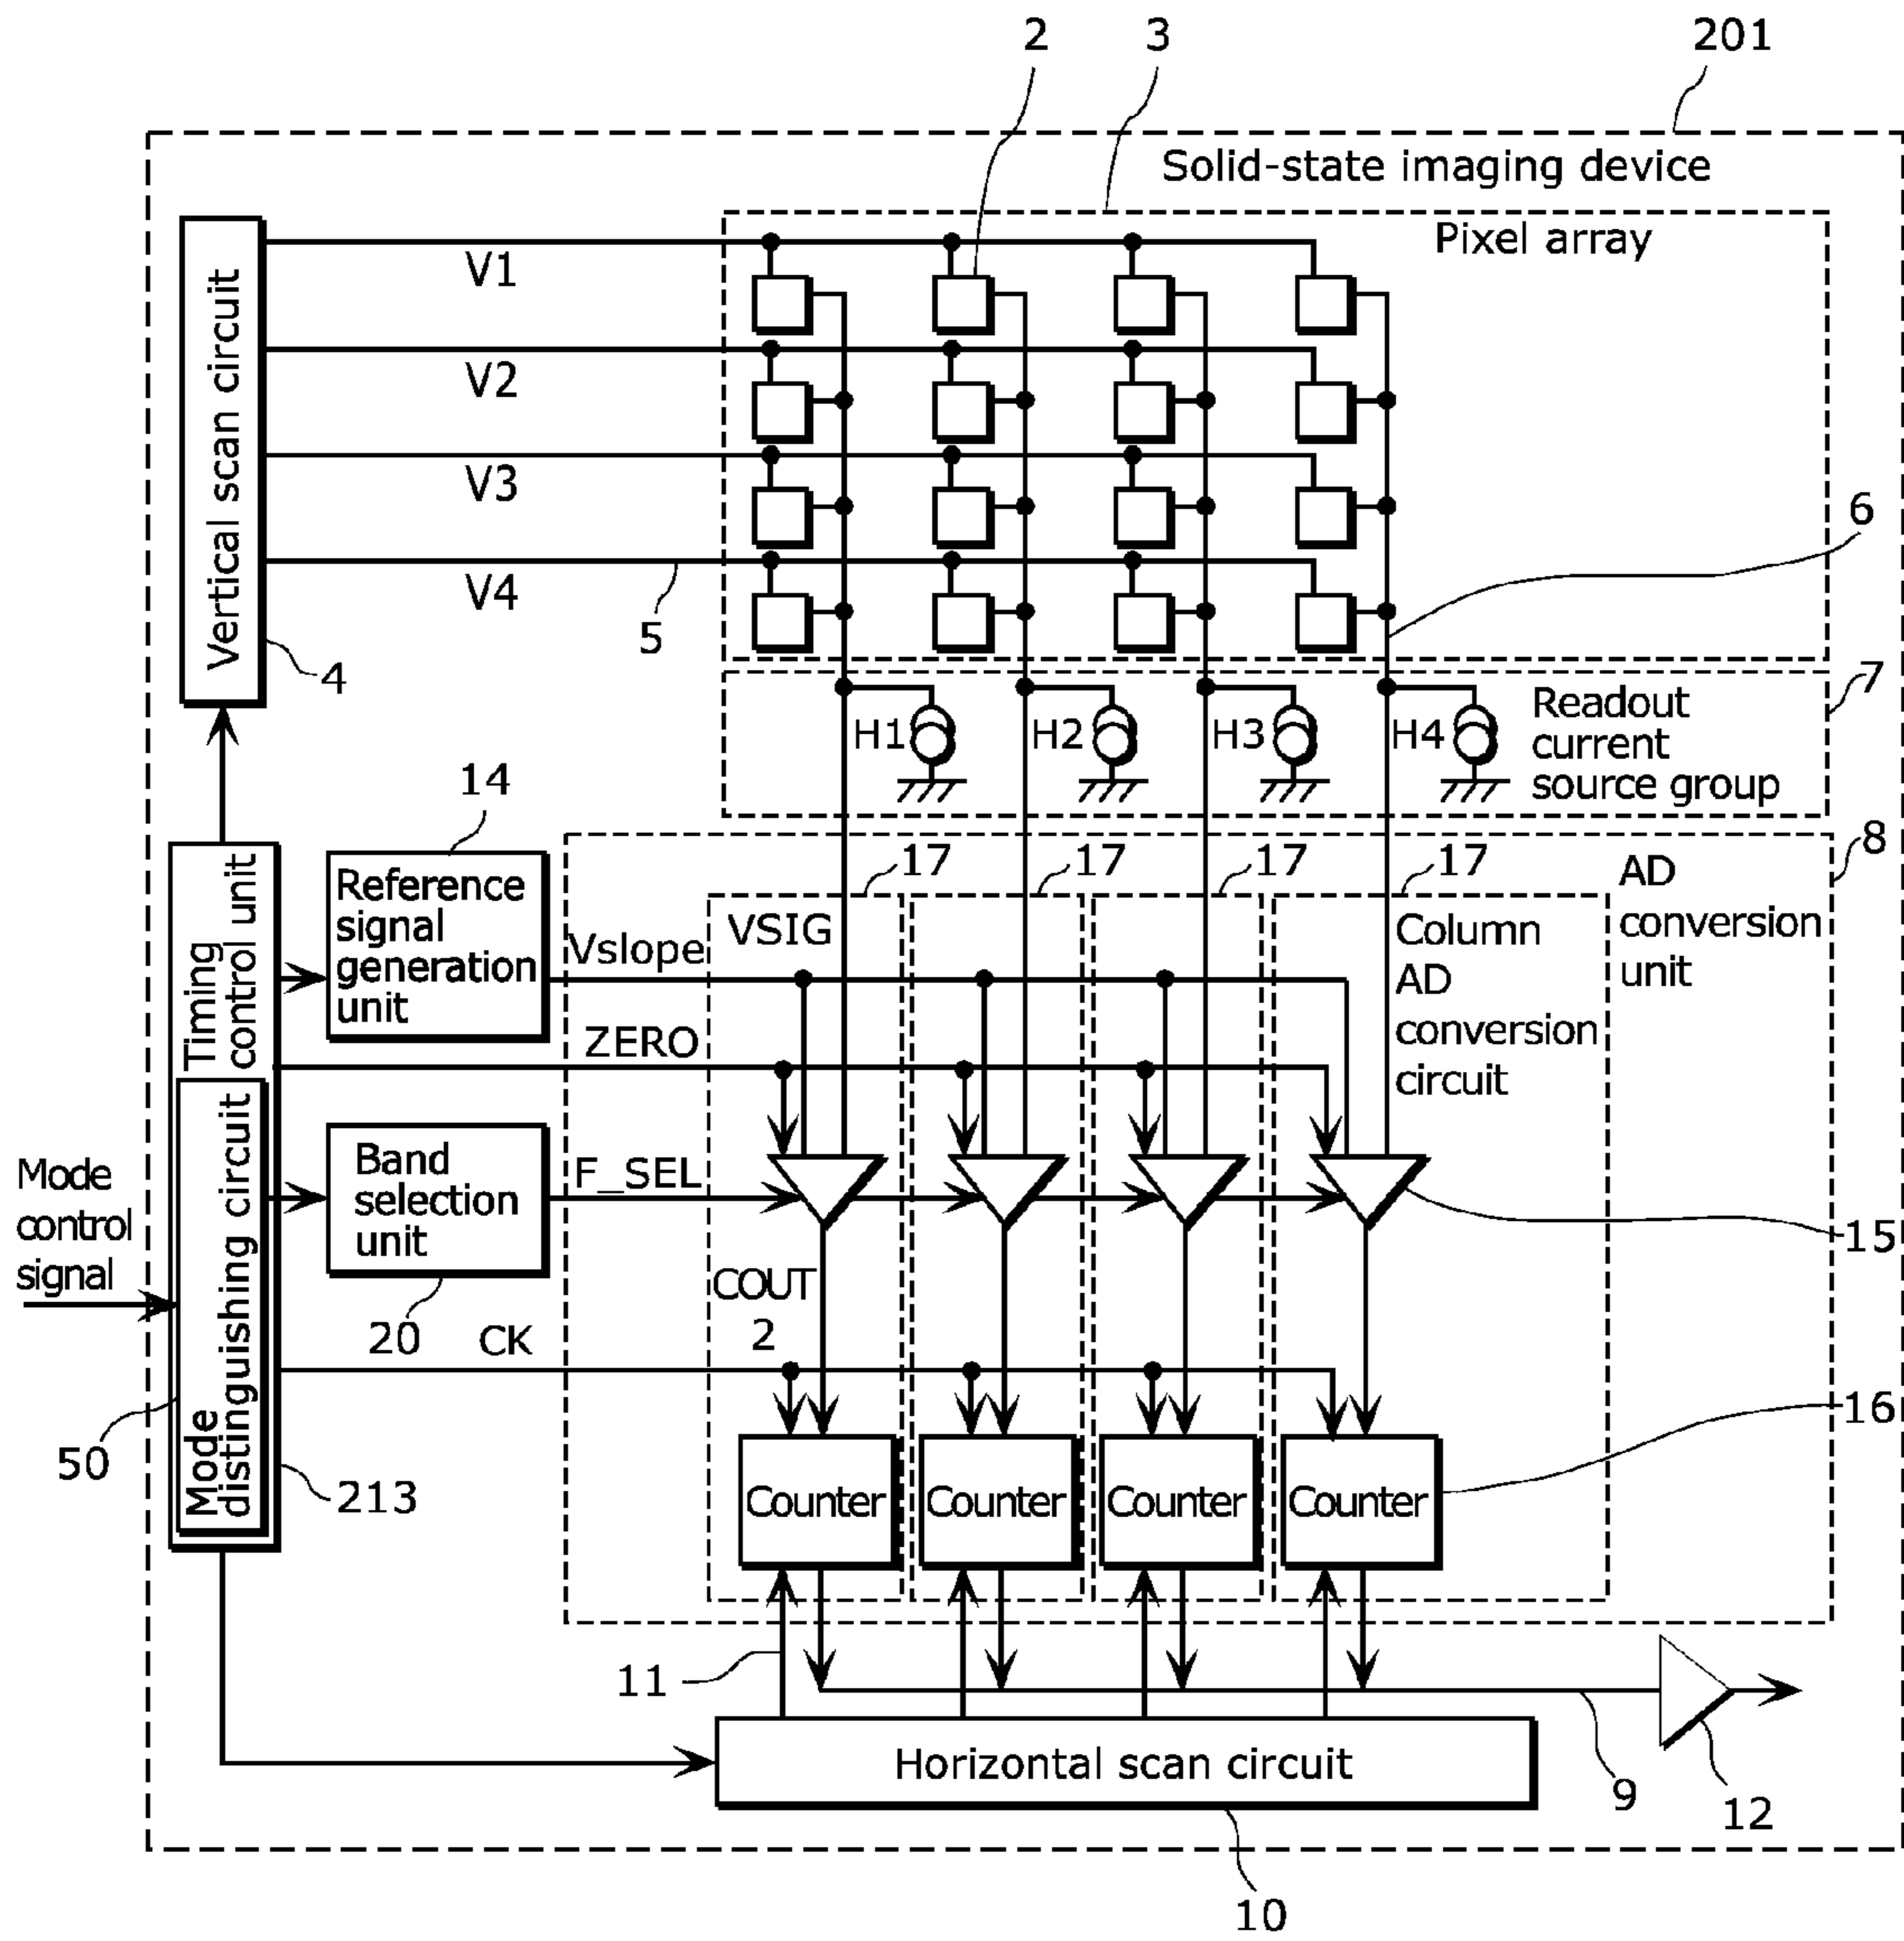 2
3
201
Solid-state imaging device
Pixel array
Vertical scan circuit
V1
V2
V3
V4
4
5
6
7
H1
H2
H3
H4
Readout
current
source group
14
8
17
17
17
17
Timing
control unit
Reference
signal
generation
unit
Vslope
VSIG
Column
AD
conversion
circuit
AD
conversion
unit
ZERO
Mode
distinguishing circuit
Band
selection
unit
F_SEL
Mode
control
signal
15
20
COUT
2
CK
50
213
16
Counter
Counter
Counter
Counter
11
9
12
Horizontal scan circuit
10